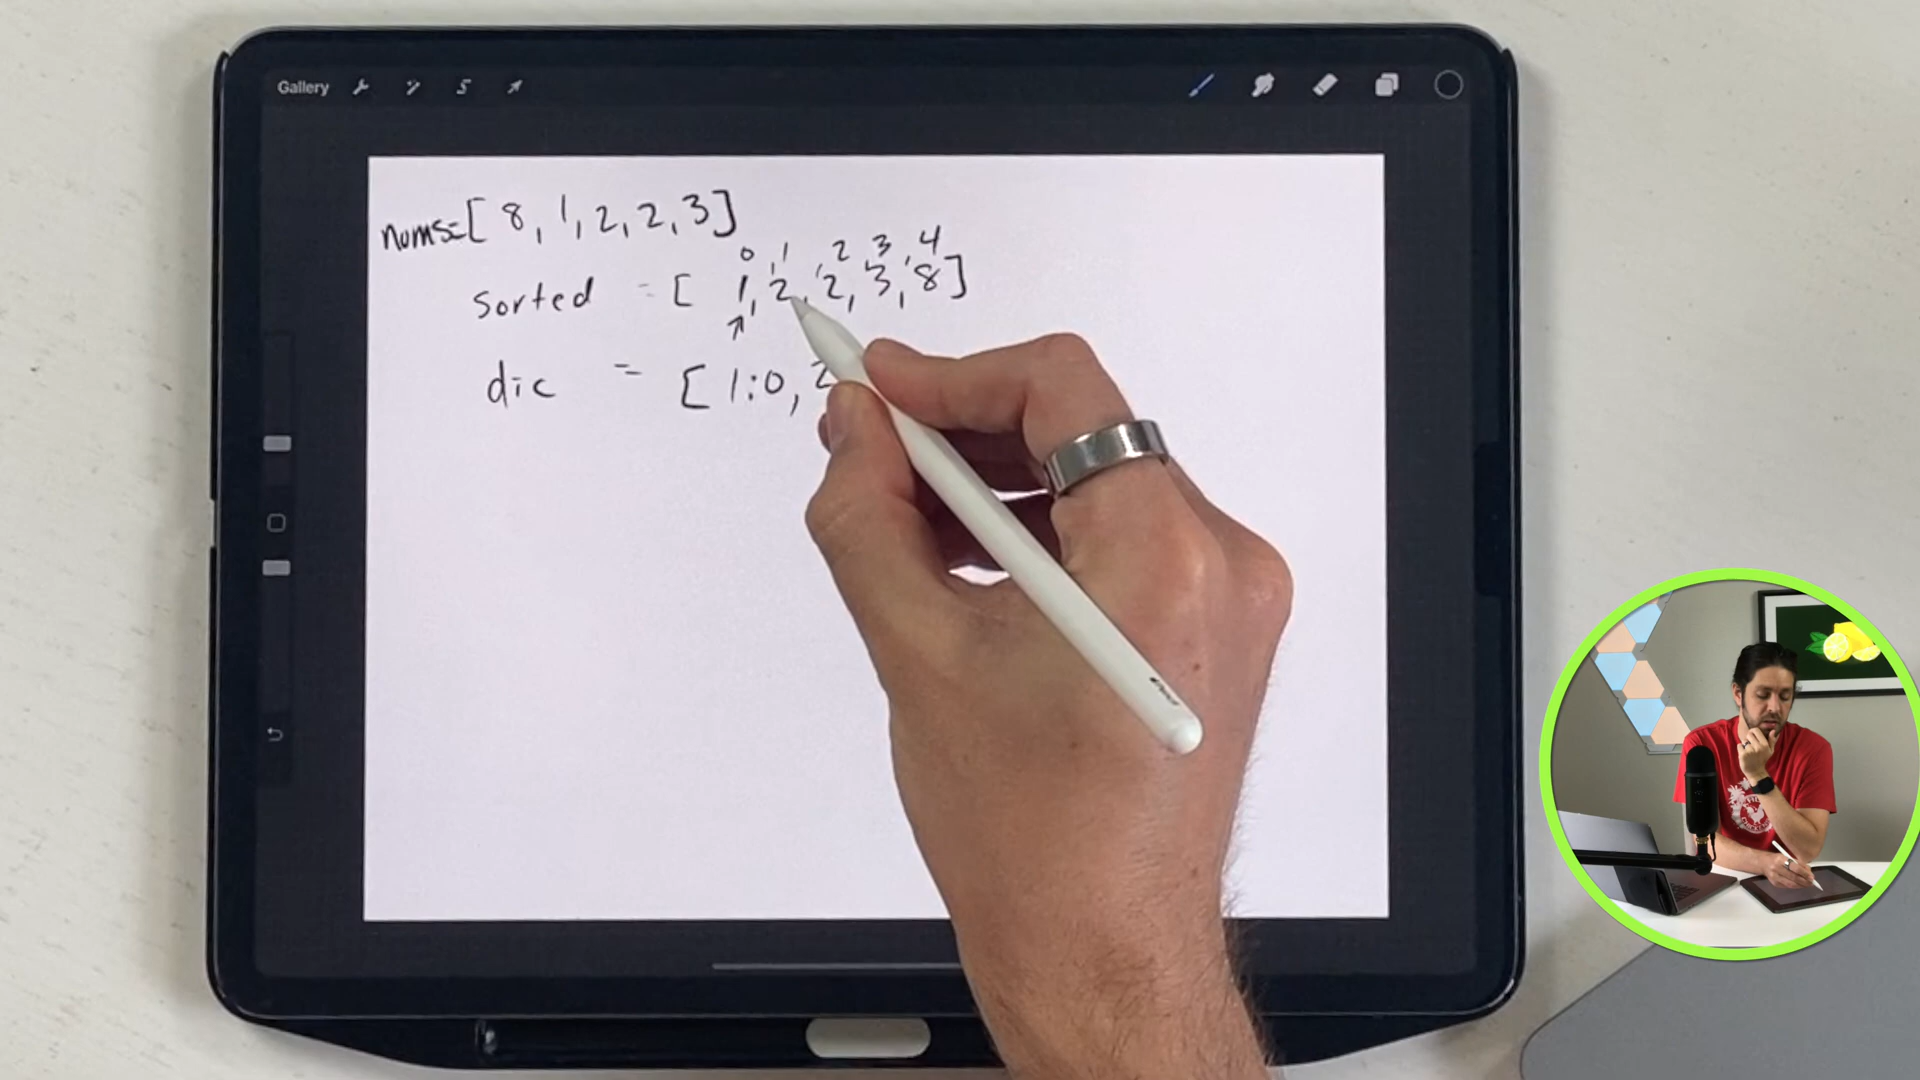 Gallery
nums=[ 8, 1, 2, 2, 3]
0, 1, 2, 3, 4
sorted = [ 1, 2, 2, 3, 8]
dic = [ 1:0, 2